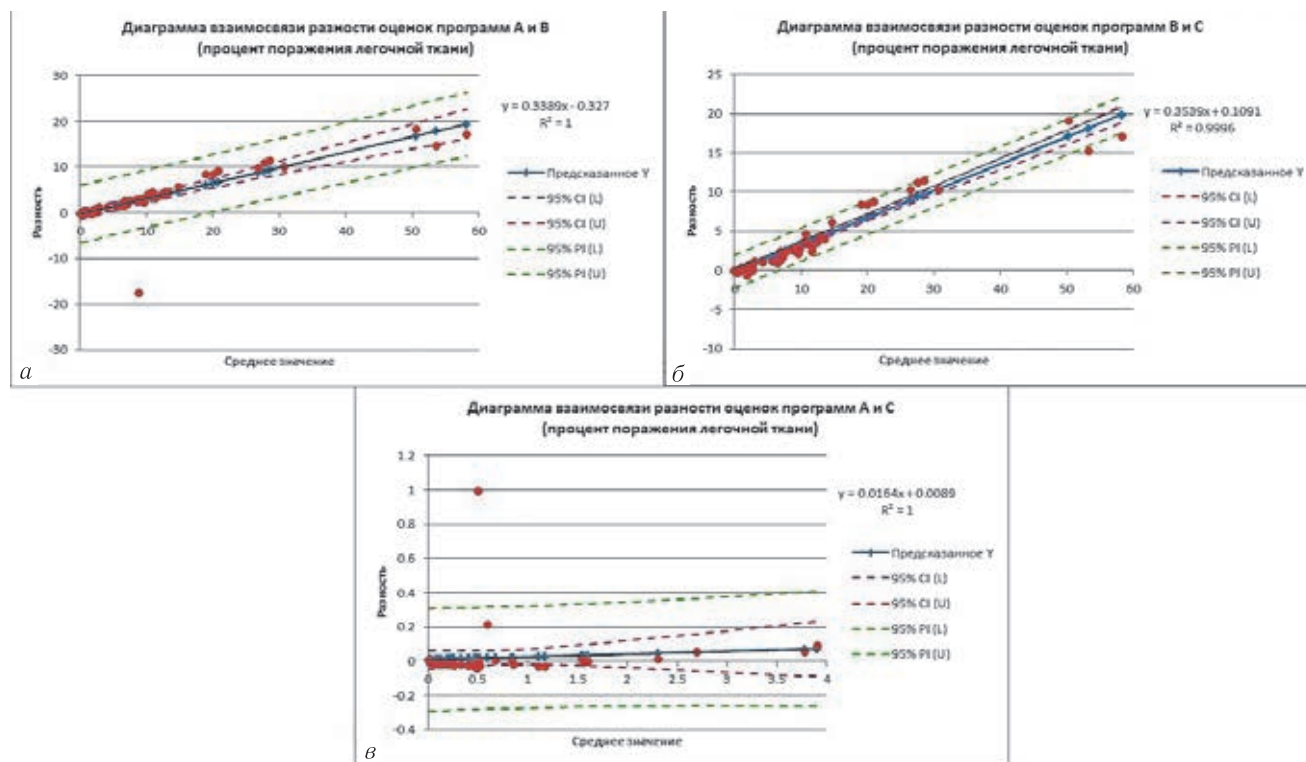 Диаграмма взаимосвязи разности оценок программ А и В
(процент поражения легочной ткани)
30
20
10
0
-10
-20
-30
0
10
20
30
40
50
60
Разность
Среднее значение
y = 0.3389x - 0.327
R² = 1
Предсказанное Y
95% CI (L)
95% CI (U)
95% PI (L)
95% PI (U)
а
Диаграмма взаимосвязи разности оценок программ В и С
(процент поражения легочной ткани)
25
20
15
10
5
0
-5
-10
0
10
20
30
40
50
60
Разность
Среднее значение
y = 0.3539x + 0.1091
R² = 0.9996
Предсказанное Y
95% CI (L)
95% CI (U)
95% PI (L)
95% PI (U)
б
Диаграмма взаимосвязи разности оценок программ А и С
(процент поражения легочной ткани)
1.2
1
0.8
0.6
0.4
0.2
0
-0.2
-0.4
0
0.5
1
1.5
2
2.5
3
3.5
4
Разность
Среднее значение
y = 0.0164x + 0.0089
R² = 1
Предсказанное Y
95% CI (L)
95% CI (U)
95% PI (L)
95% PI (U)
в